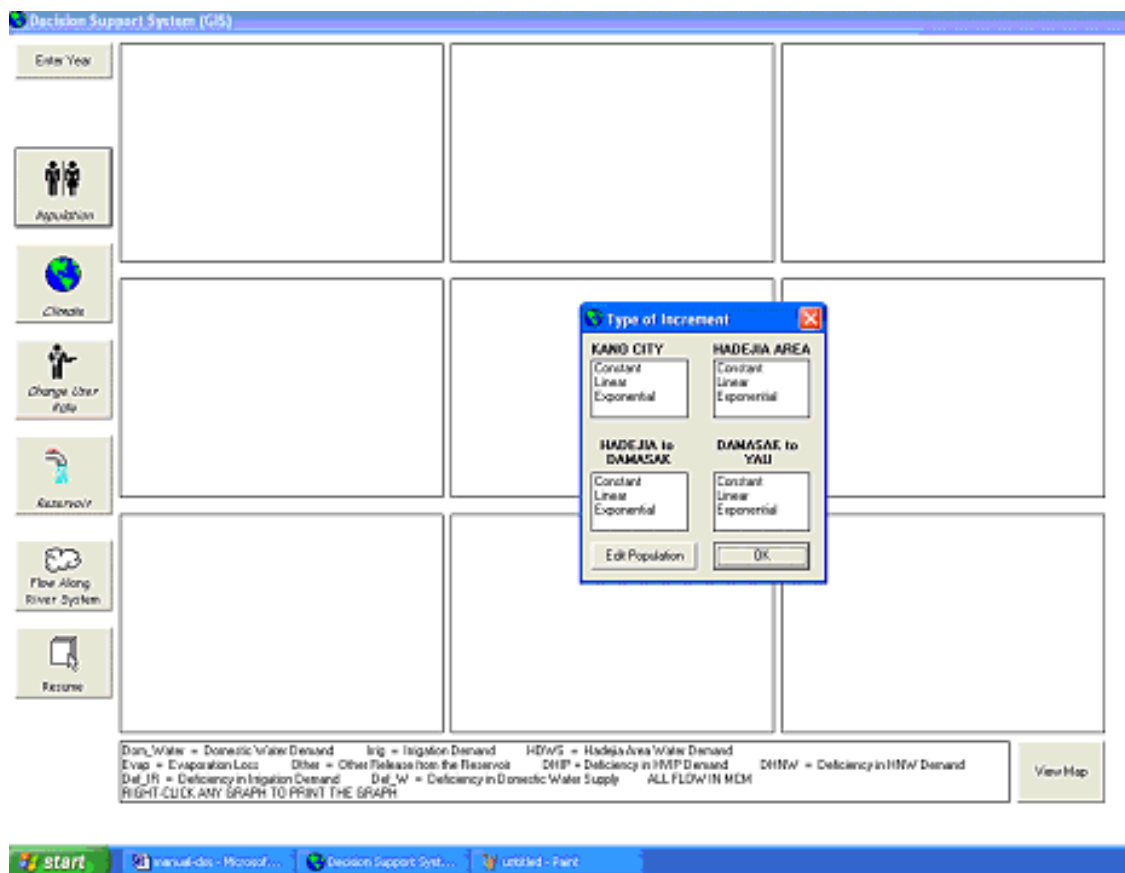 Decision Support System (GIS)
Enter Year
Population
Climate
Change User
Role
Reservoir
Flow Along
River System
Resume
Type of Increment
KANO CITY
Constant
Linear
Exponential
HADEJIA AREA
Constant
Linear
Exponential
HADEJIA to
DAMASAK
Constant
Linear
Exponential
DAMASAK to
YAU
Constant
Linear
Exponential
Edit Population
OK
Dom_Water = Domestic Water Demand Irig = Irigation Demand HDWS = Hadejia Area Water Demand
Evap = Evaporation Loss Other = Other Release from the Reservoir DHIP = Deficiency in HVIP Demand DHNW = Deficiency in HNW Demand
Def_IR = Deficiency in Irigation Demand Def_W = Deficiency in Domestic Water Supply ALL FLOW IN MCM
RIGHT-CLICK ANY GRAPH TO PRINT THE GRAPH
View Map
start
manual-dss - Microsof...
Decision Support Syst...
untitled - Paint